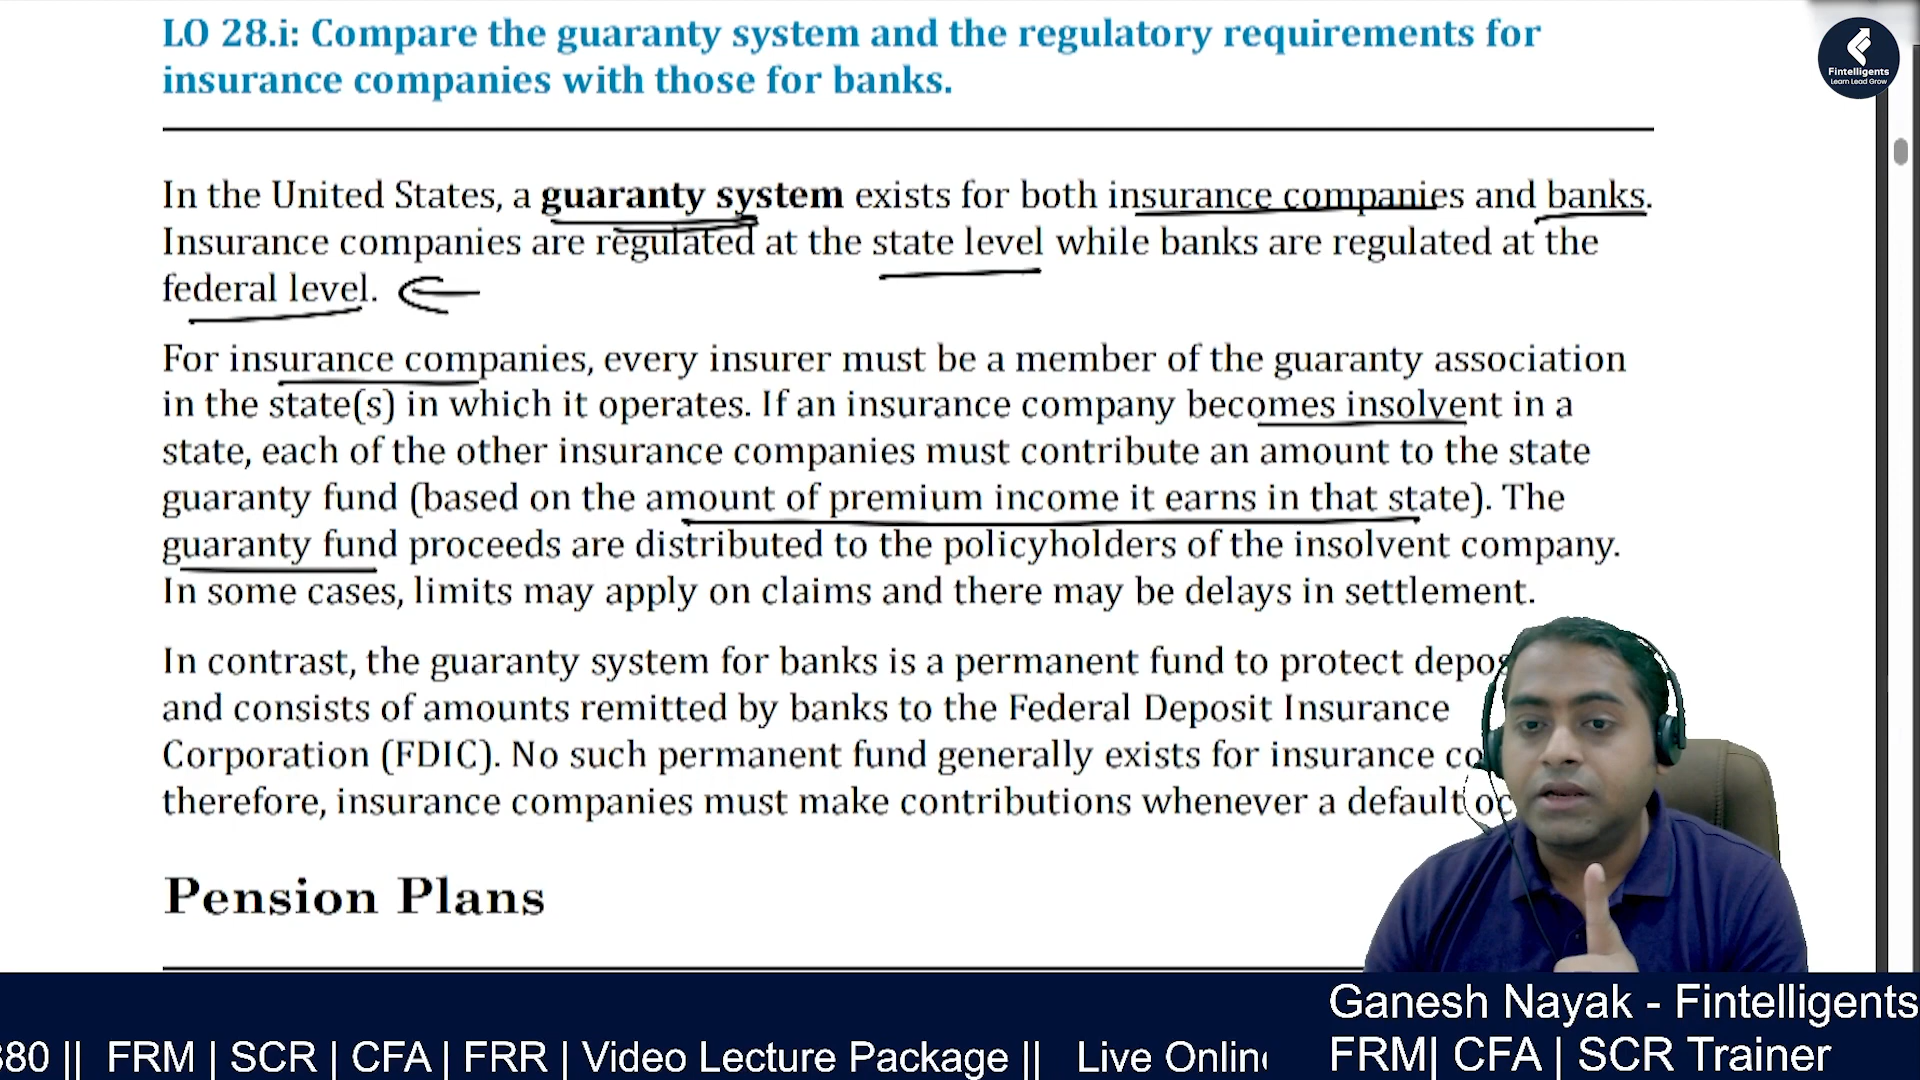 LO 28.i: Compare the guaranty system and the regulatory requirements for
insurance companies with those for banks.
Fintelligents
Learn Lead Grow
In the United States, a guaranty system exists for both insurance companies and banks.
Insurance companies are regulated at the state level while banks are regulated at the
federal level.
For insurance companies, every insurer must be a member of the guaranty association
in the state(s) in which it operates. If an insurance company becomes insolvent in a
state, each of the other insurance companies must contribute an amount to the state
guaranty fund (based on the amount of premium income it earns in that state). The
guaranty fund proceeds are distributed to the policyholders of the insolvent company.
In some cases, limits may apply on claims and there may be delays in settlement.
In contrast, the guaranty system for banks is a permanent fund to protect
and consists of amounts remitted by banks to the Federal Deposit Insurance
Corporation (FDIC). No such permanent fund generally exists for insurance
therefore, insurance companies must make contributions whenever a default
Pension Plans
Ganesh Nayak - Fintelligents
380 || FRM | SCR | CFA | FRR | Video Lecture Package || Live
FRM| CFA | SCR Trainer